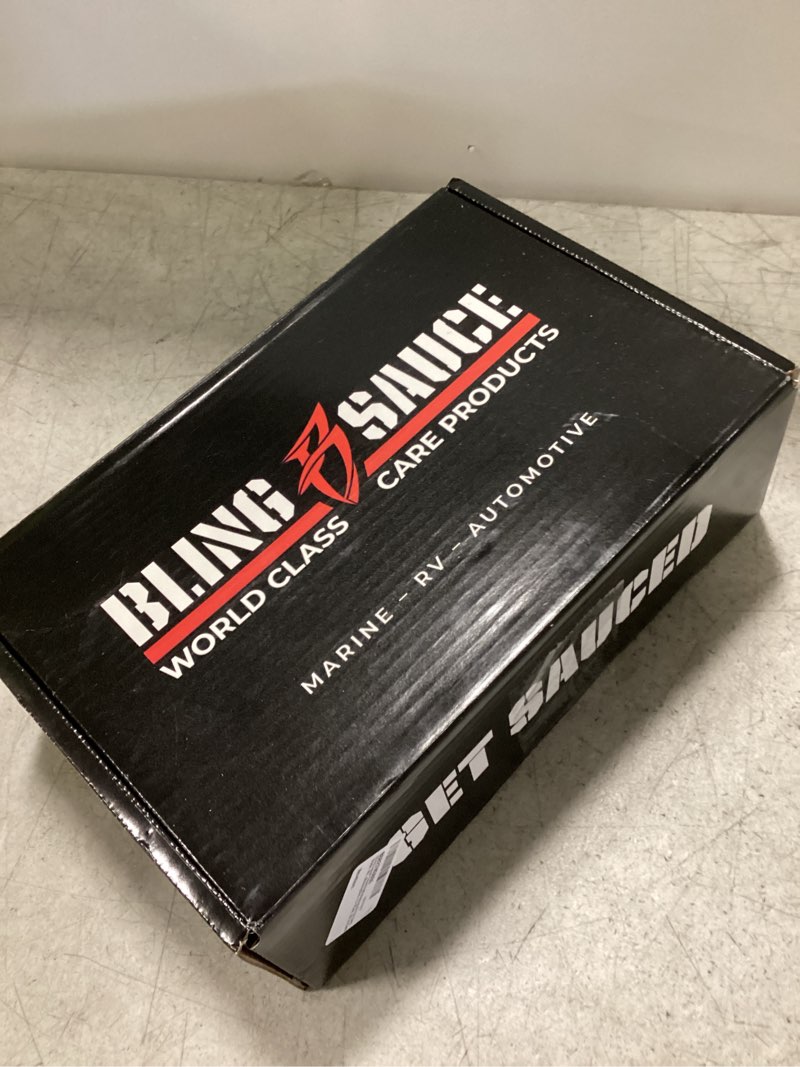 BLING SAUCE
WORLD CLASS CARE PRODUCTS
MARINE - RV - AUTOMOTIVE
GET SAUCED